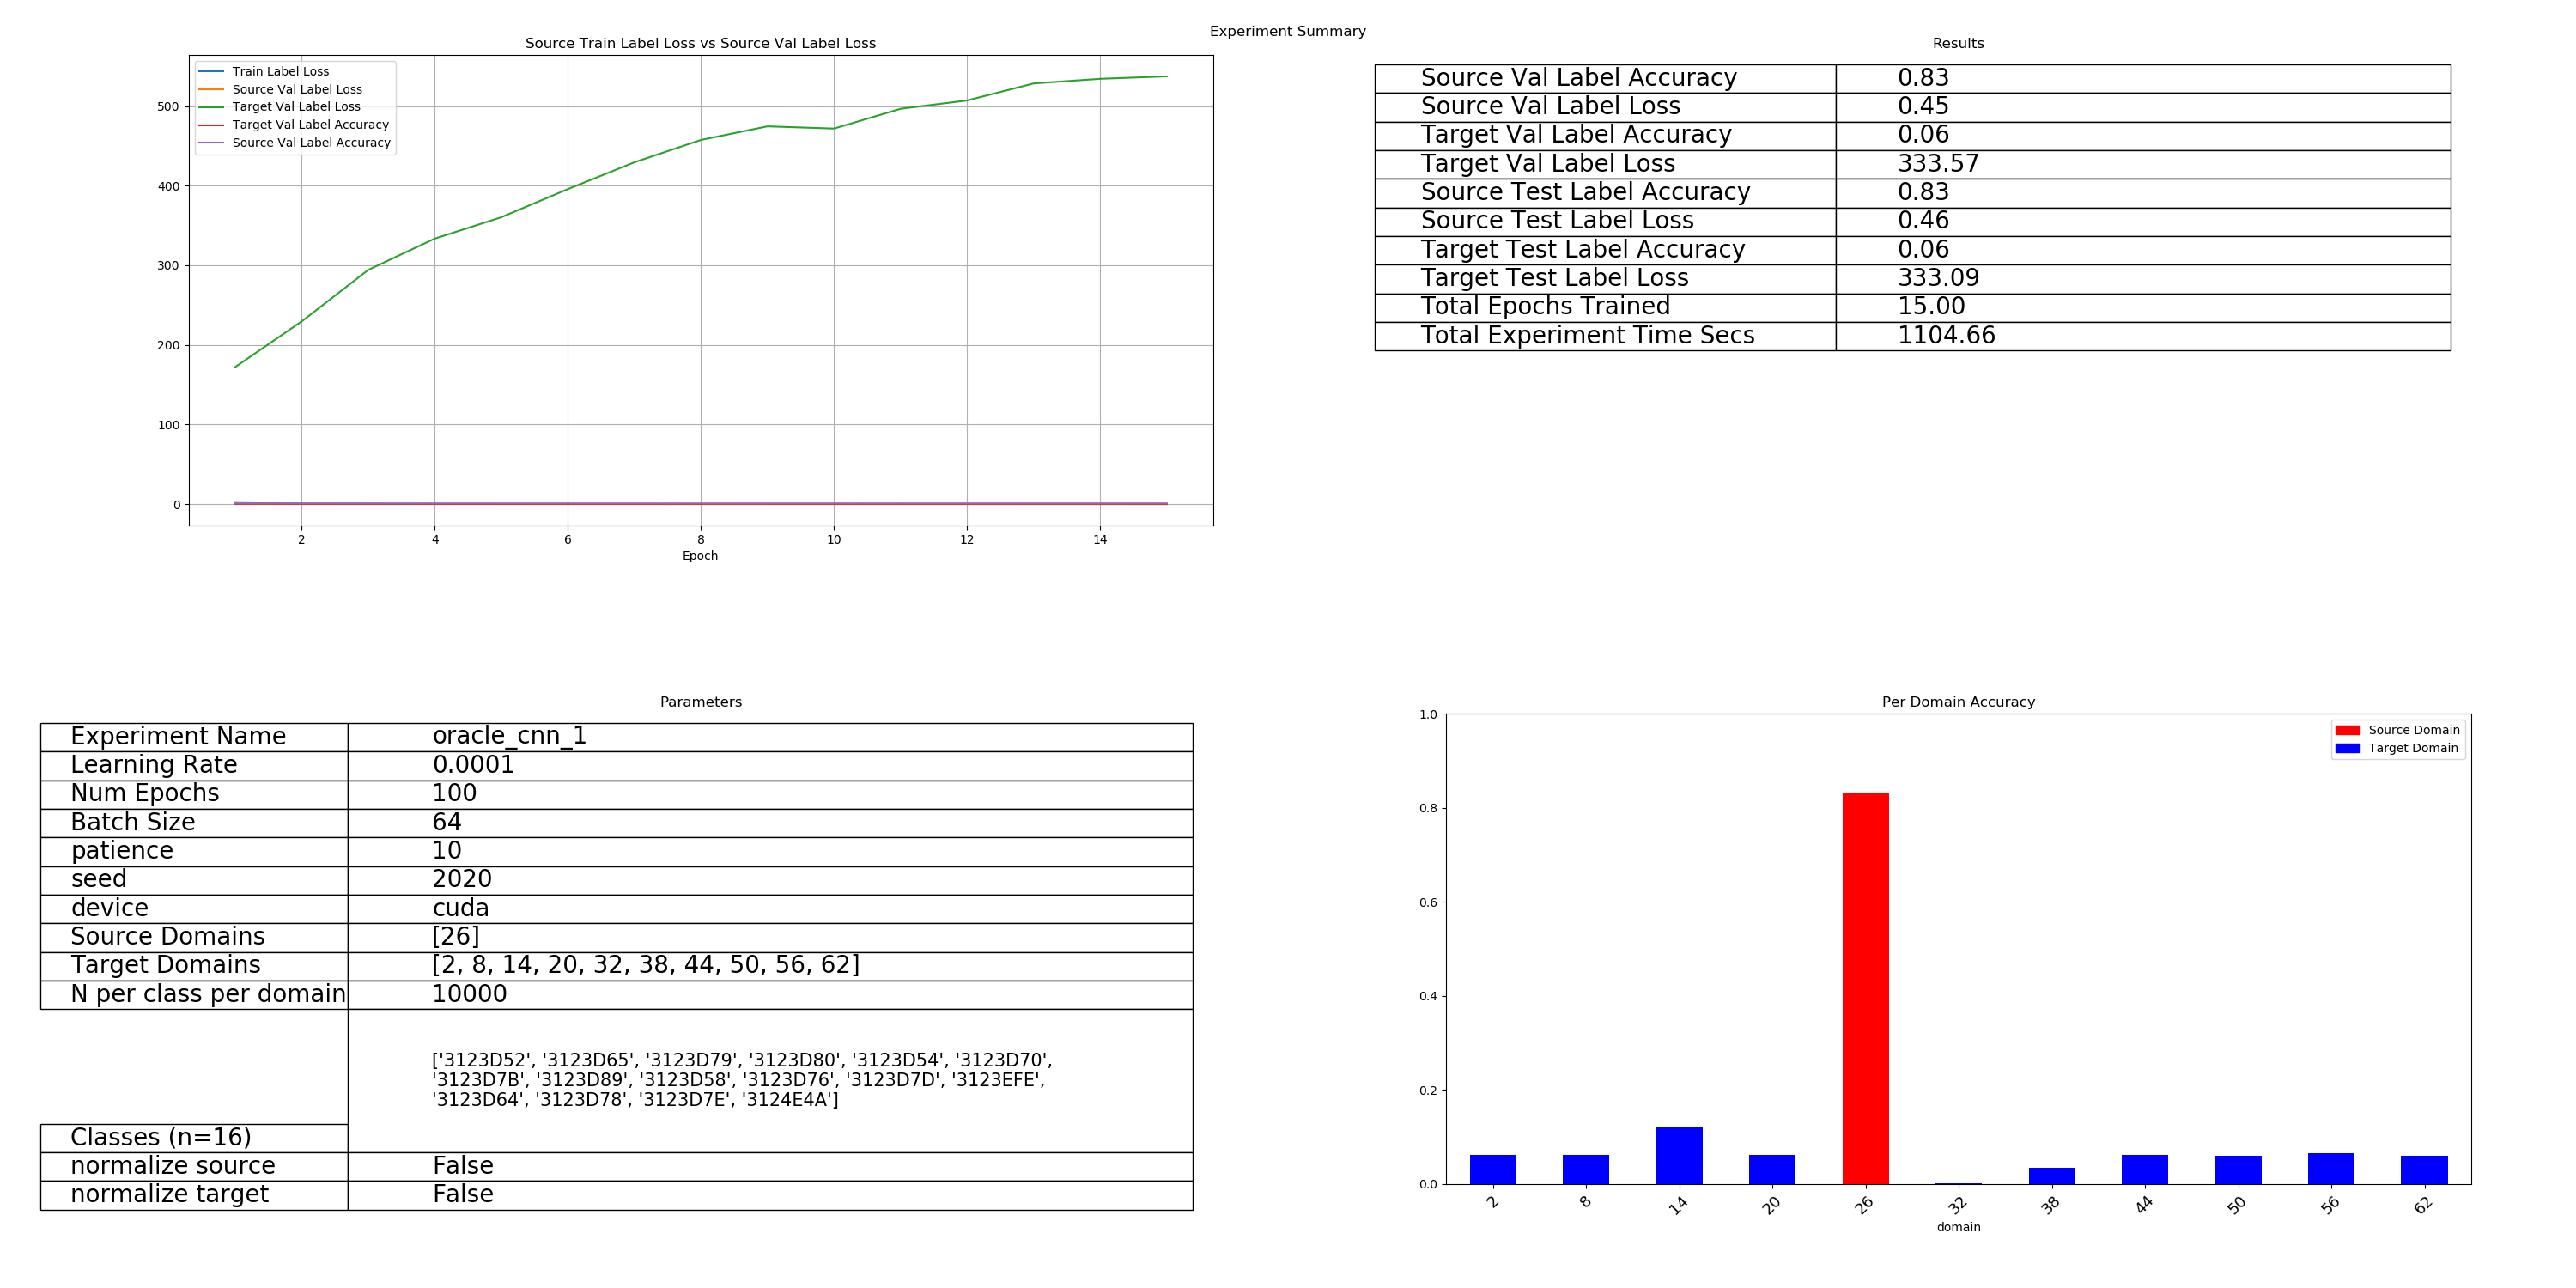 Experiment Summary
Source Train Label Loss vs Source Val Label Loss
Train Label Loss
Source Val Label Loss
Target Val Label Loss
Target Val Label Accuracy
Source Val Label Accuracy
500
400
300
200
100
0
2 4 6 8 10 12 14
Epoch
Results
Source Val Label Accuracy 0.83
Source Val Label Loss 0.45
Target Val Label Accuracy 0.06
Target Val Label Loss 333.57
Source Test Label Accuracy 0.83
Source Test Label Loss 0.46
Target Test Label Accuracy 0.06
Target Test Label Loss 333.09
Total Epochs Trained 15.00
Total Experiment Time Secs 1104.66
Parameters
Experiment Name oracle_cnn_1
Learning Rate 0.0001
Num Epochs 100
Batch Size 64
patience 10
seed 2020
device cuda
Source Domains [26]
Target Domains [2, 8, 14, 20, 32, 38, 44, 50, 56, 62]
N per class per domain 10000
['3123D52', '3123D65', '3123D79', '3123D80', '3123D54', '3123D70',
'3123D7B', '3123D89', '3123D58', '3123D76', '3123D7D', '3123EFE',
'3123D64', '3123D78', '3123D7E', '3124E4A']
Classes (n=16)
normalize source False
normalize target False
Per Domain Accuracy
Source Domain
Target Domain
1.0
0.8
0.6
0.4
0.2
0.0
2 8 14 20 26 32 38 44 50 56 62
domain